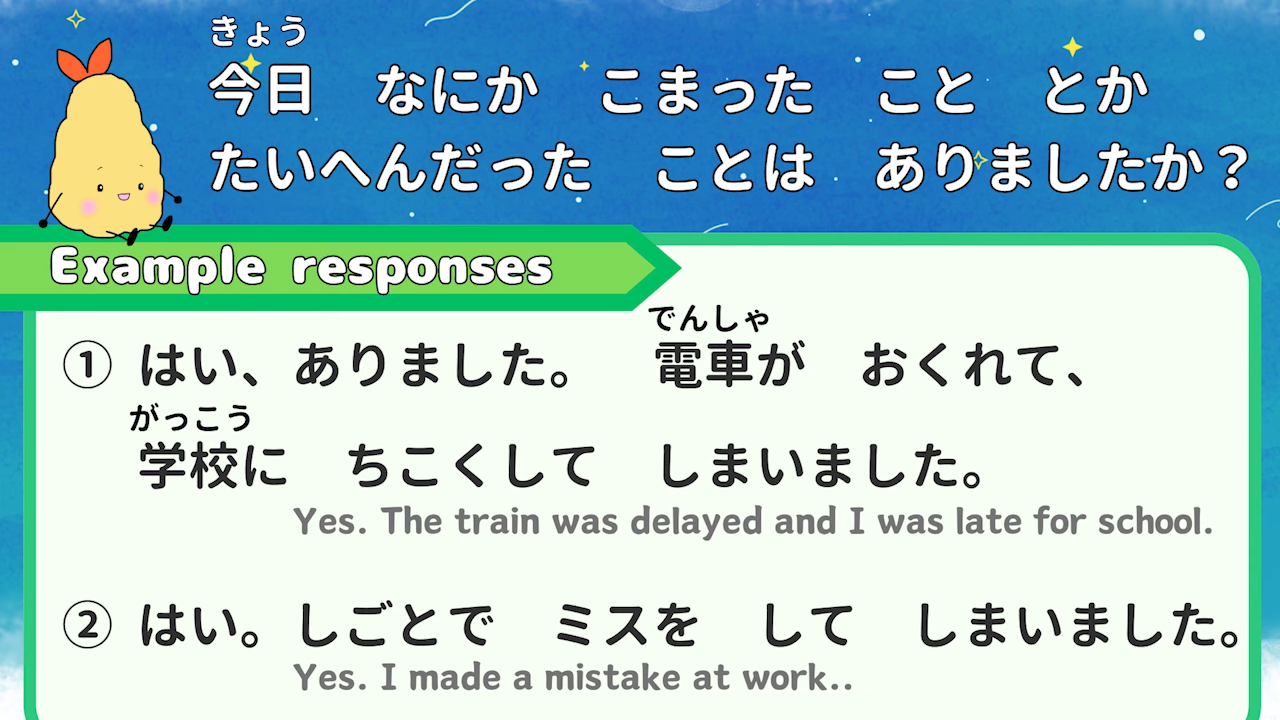 きょう
今日　なにか　こまった　こと　とか
たいへんだった　ことは　ありましたか？
Example responses
でんしゃ
① はい、ありました。　電車が　おくれて、
がっこう
学校に　ちこくして　しまいました。
Yes. The train was delayed and I was late for school.
② はい。しごとで　ミスを　して　しまいました。
Yes. I made a mistake at work..